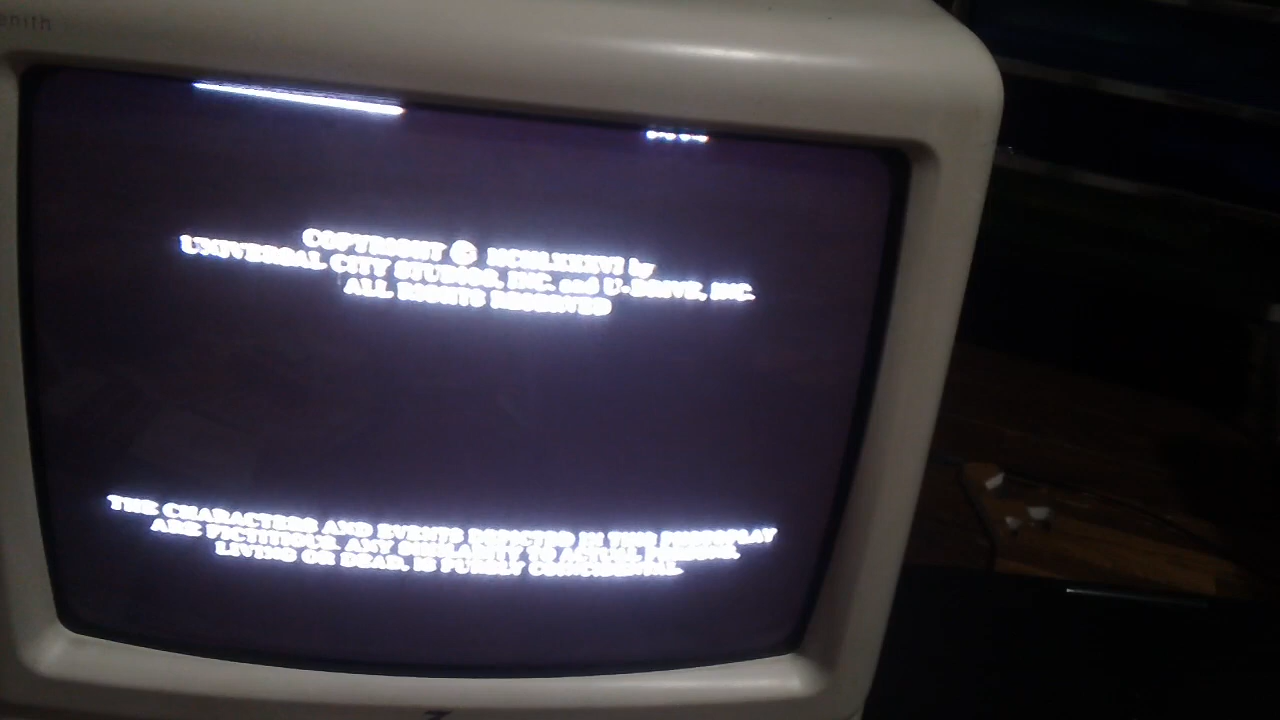 enith
COPYRIGHT © MCMLXXXVI by
UNIVERSAL CITY STUDIOS, INC. and U-DRIVE, INC.
ALL RIGHTS RESERVED
THE CHARACTERS AND EVENTS DEPICTED IN THIS PHOTOPLAY
ARE FICTITIOUS. ANY SIMILARITY TO ACTUAL PERSONS,
LIVING OR DEAD, IS PURELY COINCIDENTAL.